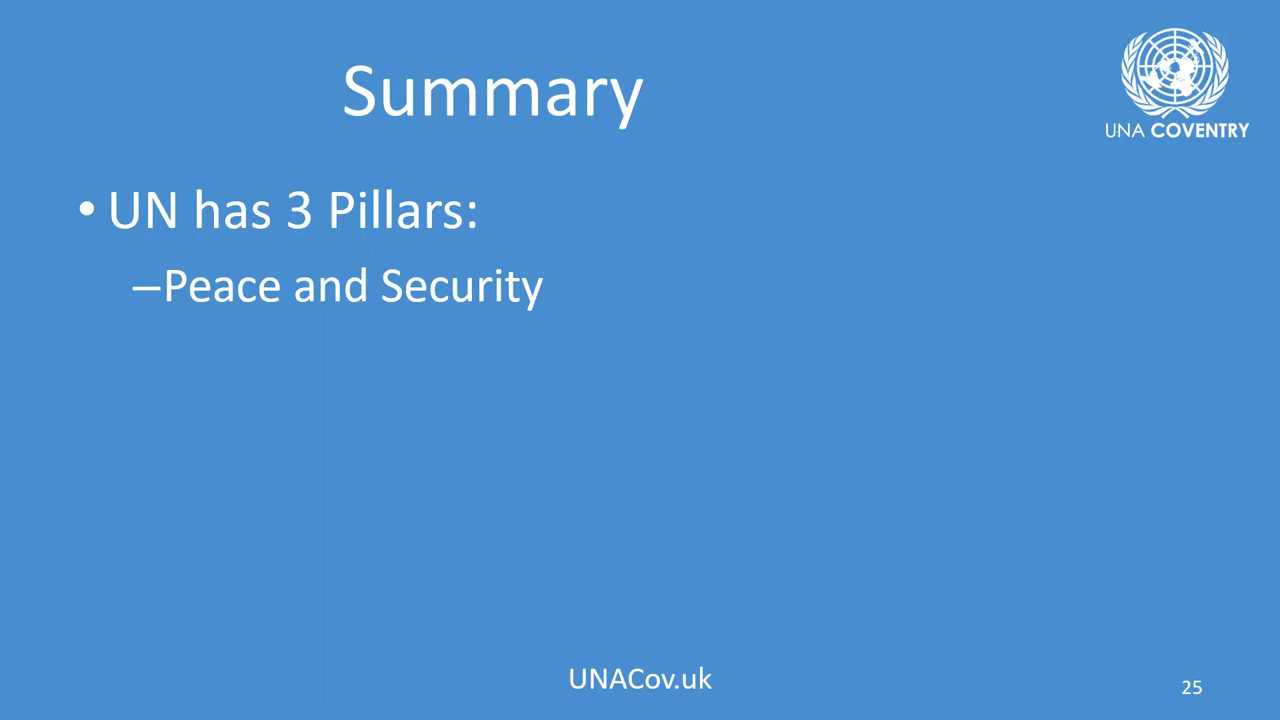 Summary
UNA COVENTRY
• UN has 3 Pillars:
–Peace and Security
UNACov.uk
25